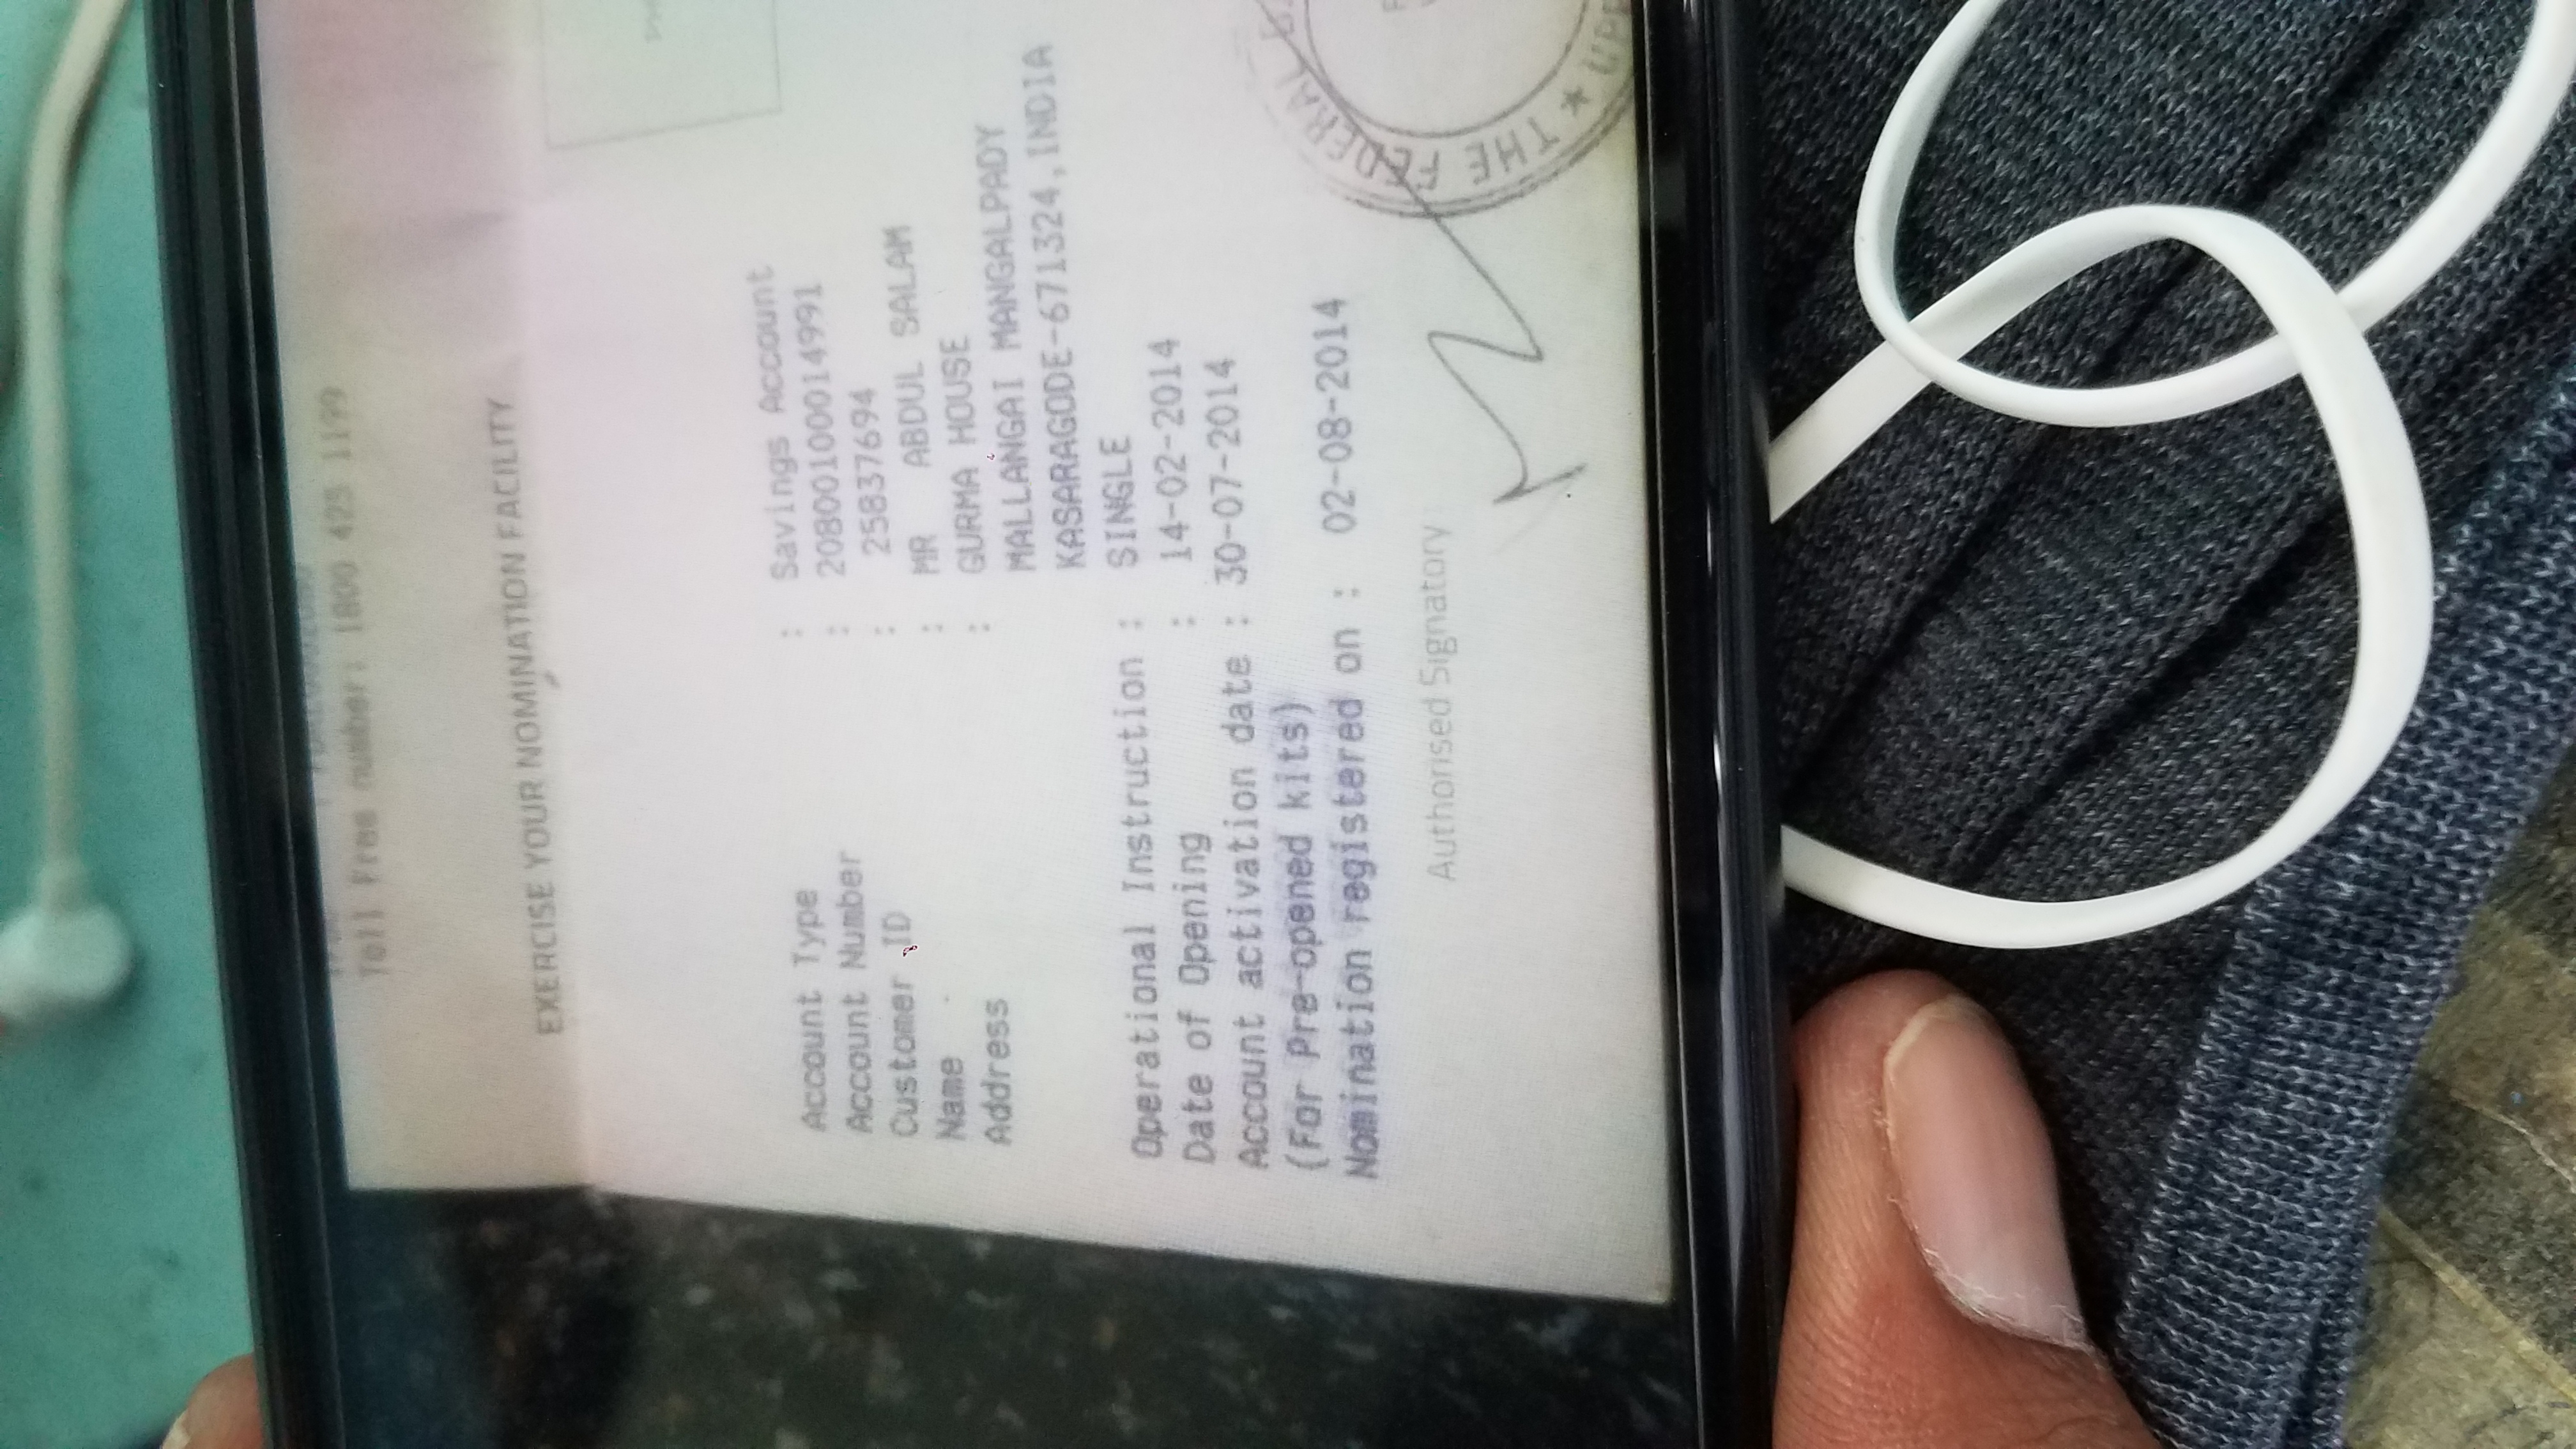 Toll Free number: 1800 425 1199
EXERCISE YOUR NOMINATION FACILITY
Account Type : Savings Account
Account Number : 20800100014991
Customer ID : 25837694
Name : MR ABDUL SALAM
Address : GURMA HOUSE
MALLANGAI MANGALPADY
KASARAGODE-671324,INDIA
Operational Instruction : SINGLE
Date of Opening : 14-02-2014
Account activation date : 30-07-2014
(For Pre-opened kits)
Nomination registered on : 02-08-2014
Authorised Signatory
THE FEDERAL